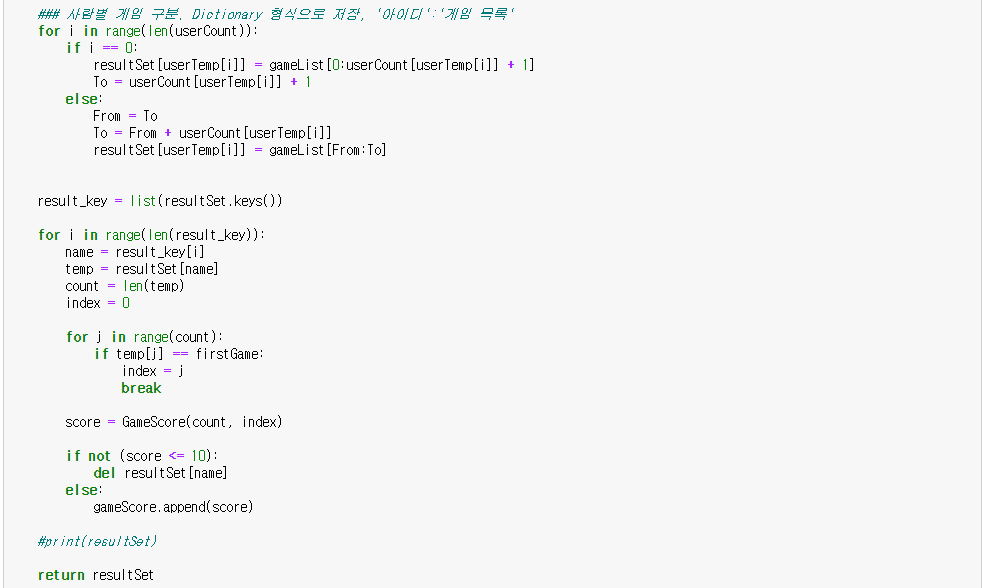 ### 사람별 게임 구분, Dictionary 형식으로 저장, '아이디':'게임 목록'
for i in range(len(userCount)):
    if i == 0:
        resultSet[userTemp[i]] = gameList[0:userCount[userTemp[i]] + 1]
        To = userCount[userTemp[i]] + 1
    else:
        From = To
        To = From + userCount[userTemp[i]]
        resultSet[userTemp[i]] = gameList[From:To]
result_key = list(resultSet.keys())
for i in range(len(result_key)):
    name = result_key[i]
    temp = resultSet[name]
    count = len(temp)
    index = 0
    for j in range(count):
        if temp[j] == firstGame:
            index = j
            break
    score = GameScore(count, index)
    if not (score <= 10):
        del resultSet[name]
    else:
        gameScore.append(score)
#print(resultSet)
return resultSet